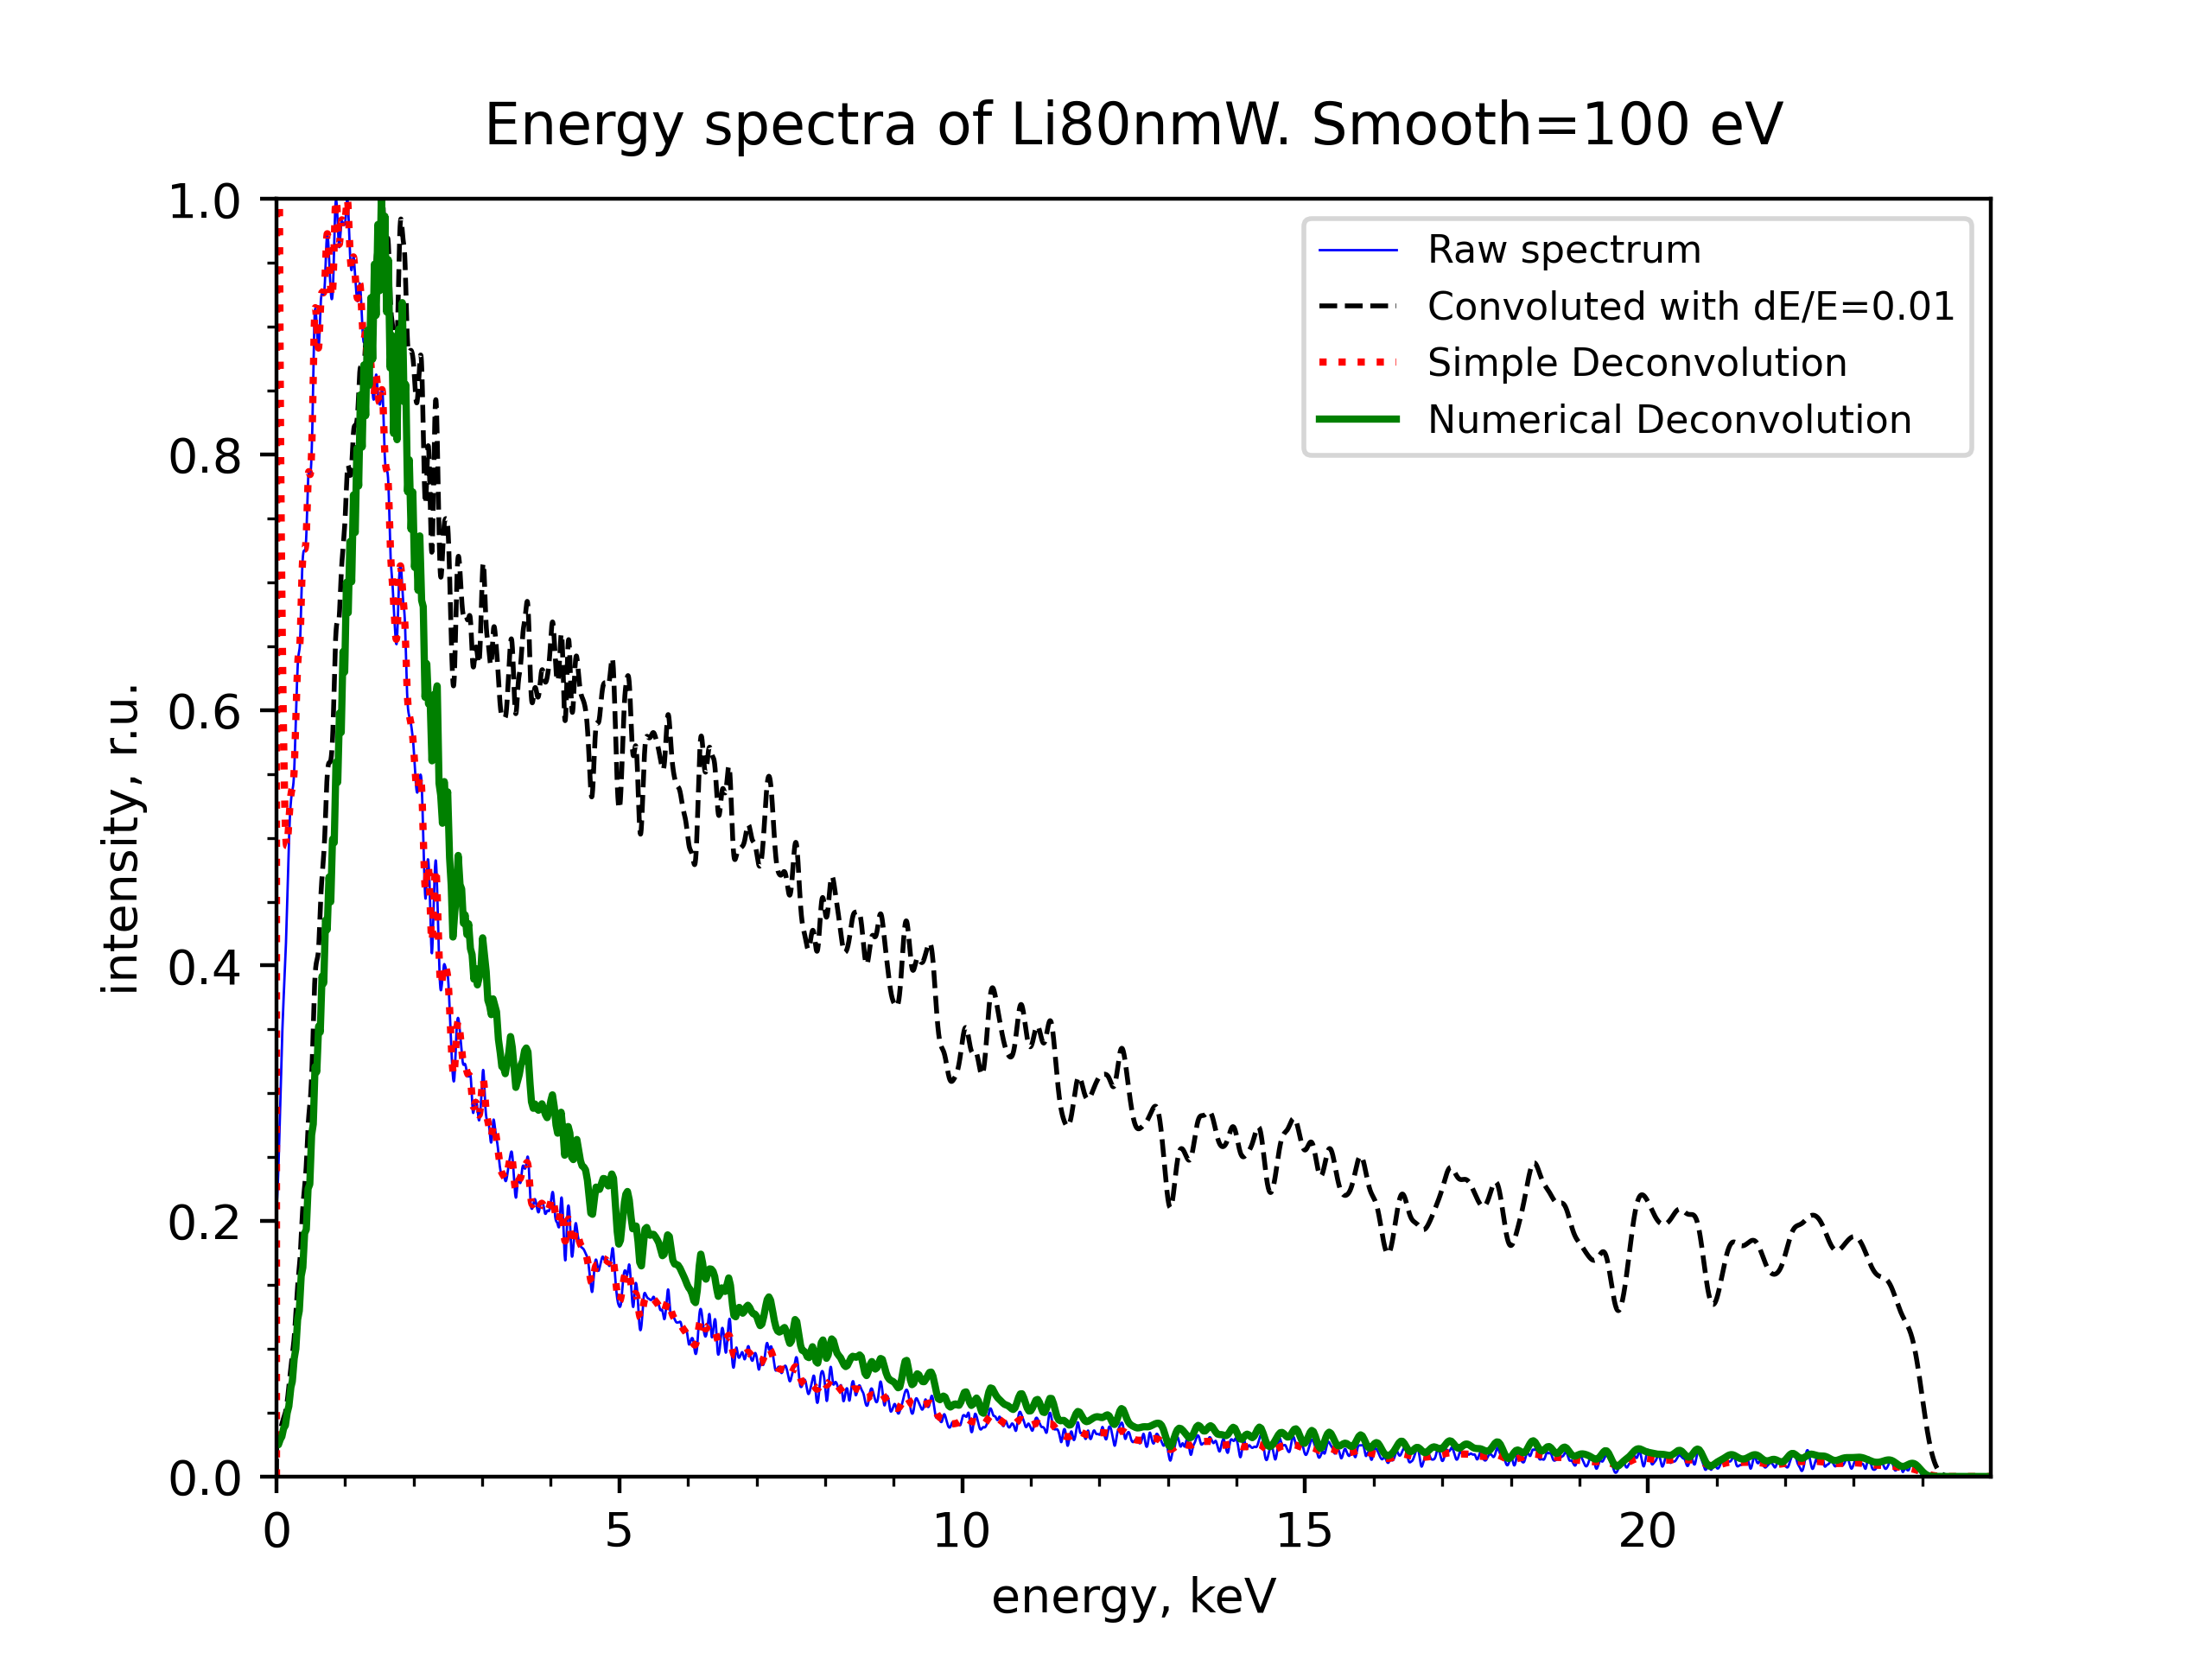 Energy spectra of Li80nmW. Smooth=100 eV
Raw spectrum
Convoluted with dE/E=0.01
Simple Deconvolution
Numerical Deconvolution
intensity, r.u.
1.0
0.8
0.6
0.4
0.2
0.0
0 5 10 15 20
energy, keV